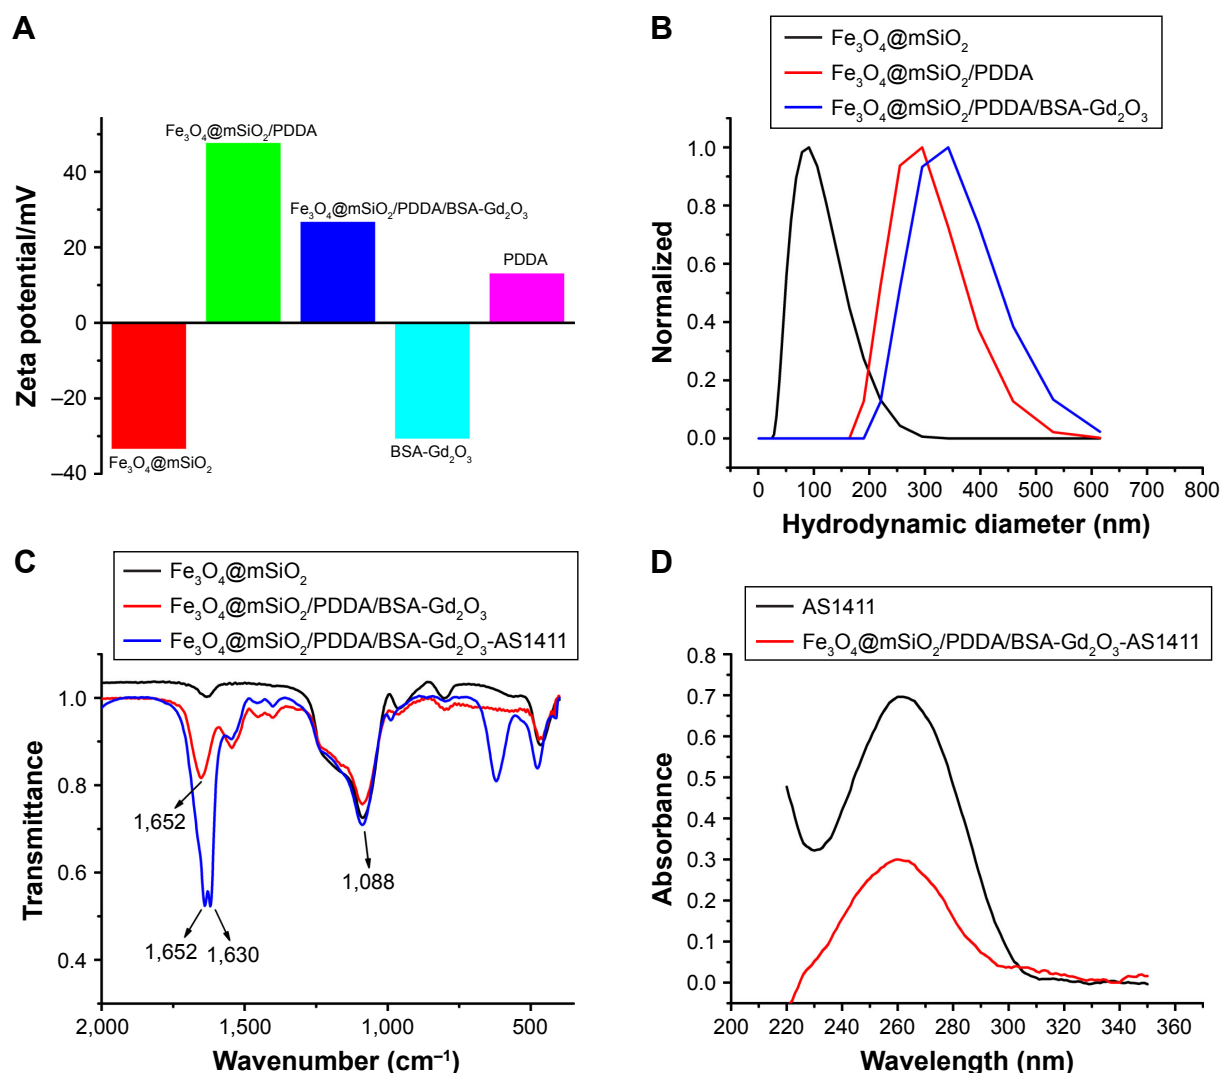 A
Zeta potential/mV
40
20
0
–20
–40
Fe₃O₄@mSiO₂/PDDA
Fe₃O₄@mSiO₂/PDDA/BSA-Gd₂O₃
PDDA
Fe₃O₄@mSiO₂
BSA-Gd₂O₃
B
Fe₃O₄@mSiO₂
Fe₃O₄@mSiO₂/PDDA
Fe₃O₄@mSiO₂/PDDA/BSA-Gd₂O₃
Normalized
1.0
0.8
0.6
0.4
0.2
0.0
0 100 200 300 400 500 600 700 800
Hydrodynamic diameter (nm)
C
Fe₃O₄@mSiO₂
Fe₃O₄@mSiO₂/PDDA/BSA-Gd₂O₃
Fe₃O₄@mSiO₂/PDDA/BSA-Gd₂O₃-AS1411
Transmittance
1.0
0.8
0.6
0.4
1,652
1,088
1,652 1,630
2,000 1,500 1,000 500
Wavenumber (cm⁻¹)
D
AS1411
Fe₃O₄@mSiO₂/PDDA/BSA-Gd₂O₃-AS1411
Absorbance
0.8
0.7
0.6
0.5
0.4
0.3
0.2
0.1
0.0
200 220 240 260 280 300 320 340 360
Wavelength (nm)